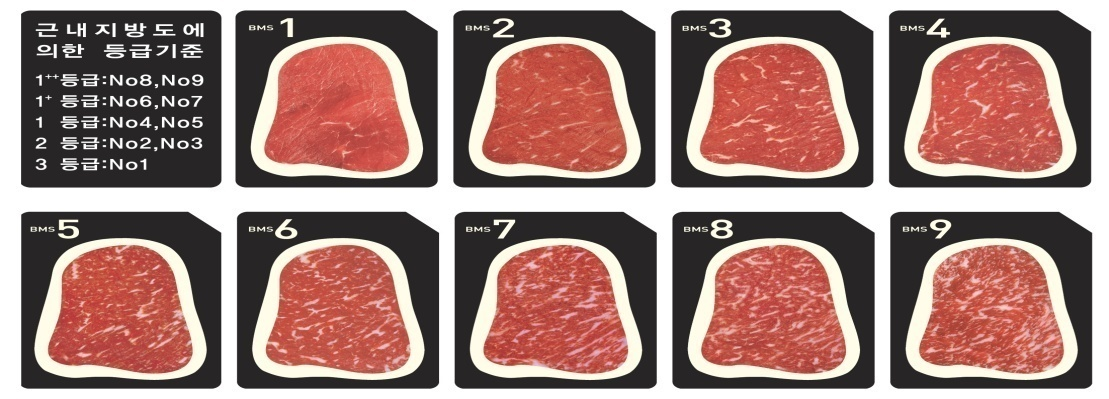 근내지방도에
의한 등급기준
1++등급:No8,No9
1+ 등급:No6,No7
1 등급:No4,No5
2 등급:No2,No3
3 등급:No1
BMS 1
BMS 2
BMS 3
BMS 4
BMS 5
BMS 6
BMS 7
BMS 8
BMS 9